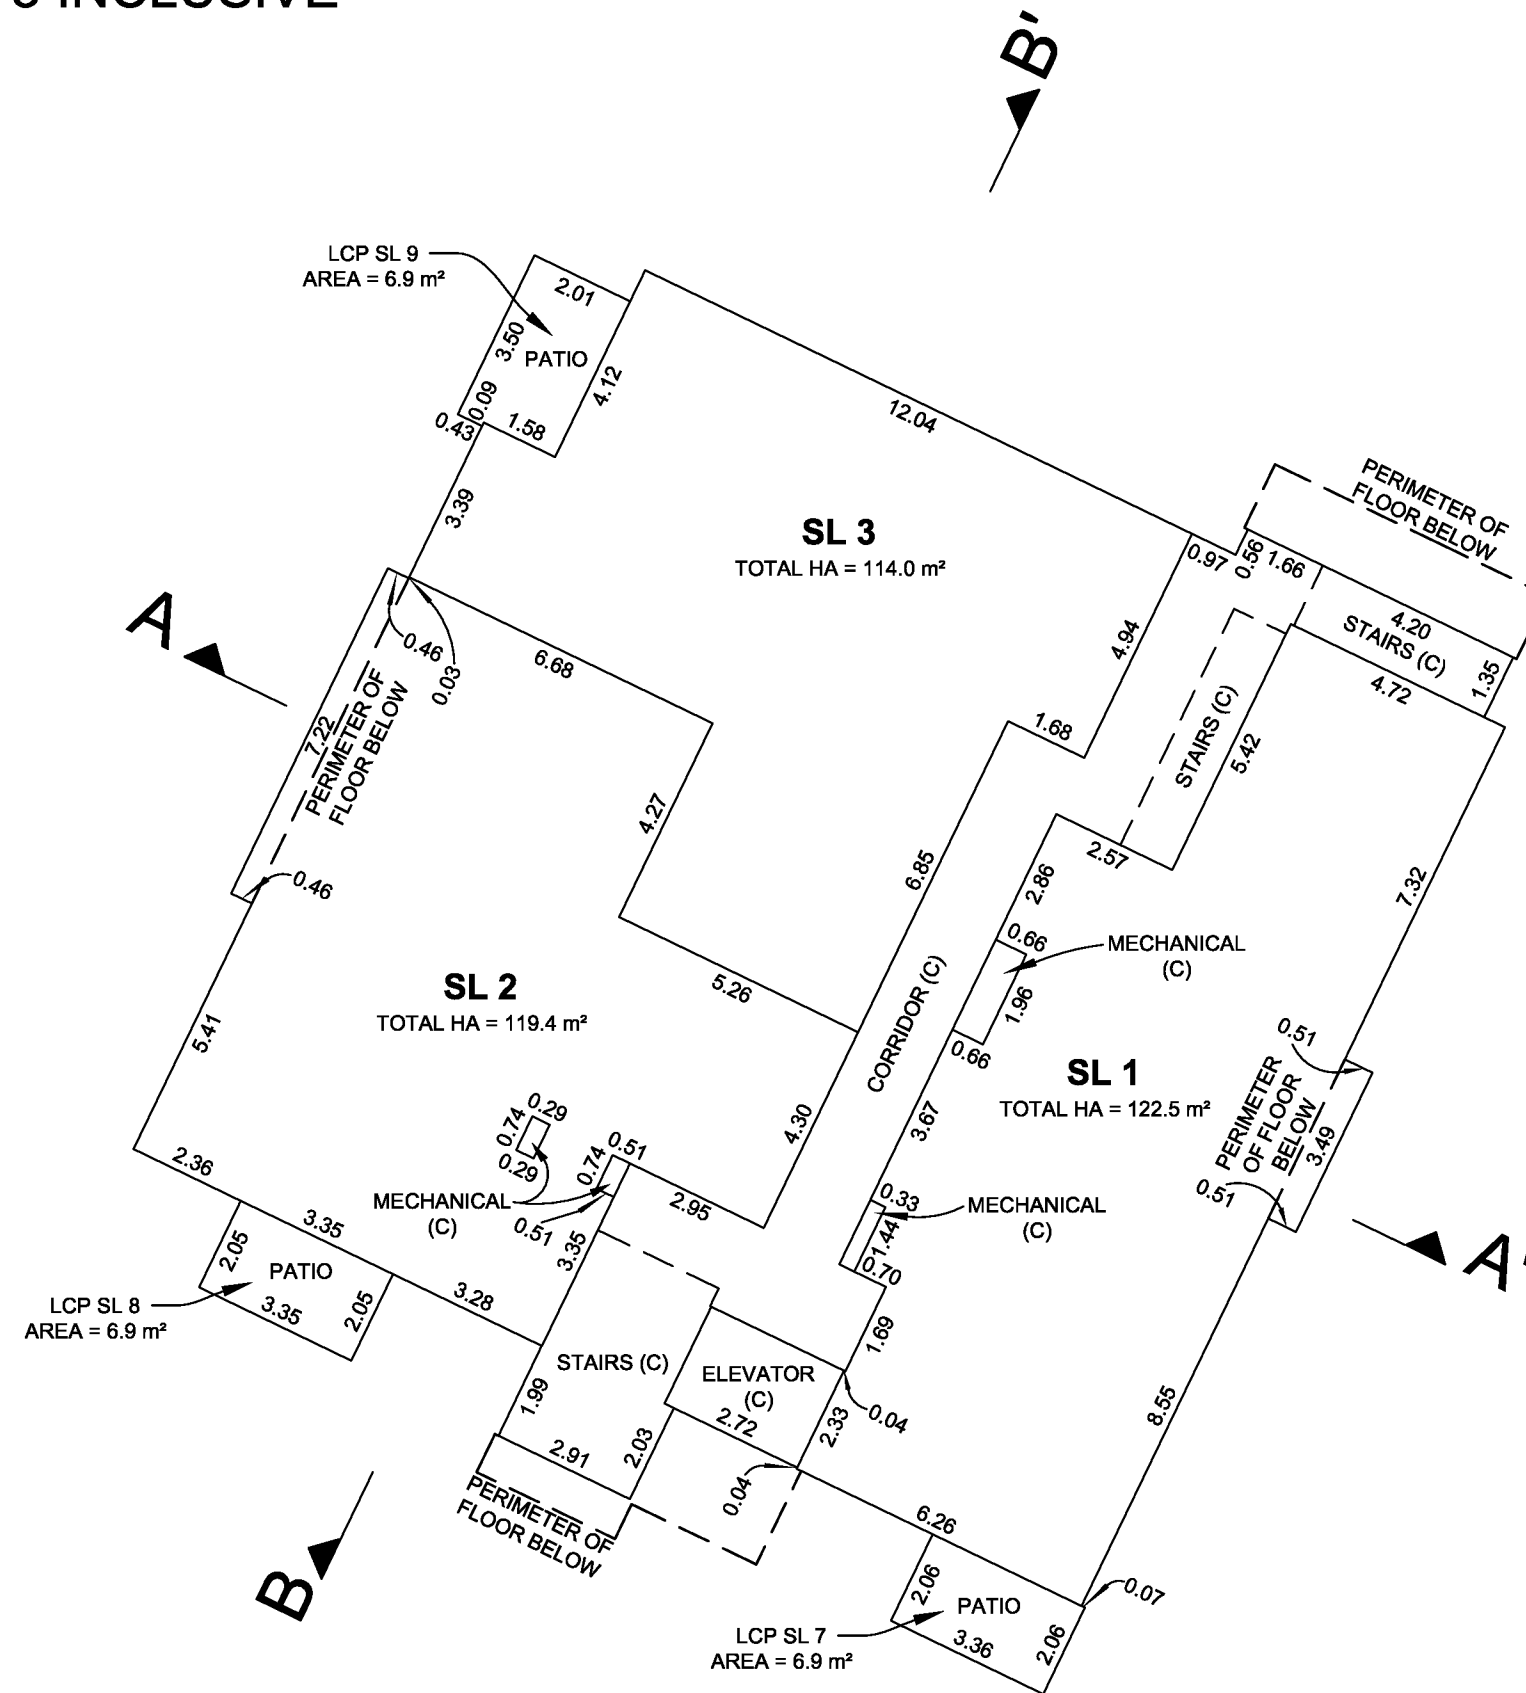 6 INCLUSIVE
B'
LCP SL 9
AREA = 6.9 m²
2.01
3.50
PATIO
0.09
4.12
0.43
1.58
12.04
3.39
SL 3
TOTAL HA = 114.0 m²
PERIMETER OF
FLOOR BELOW
0.97
0.56
1.66
4.20
STAIRS (C)
1.35
4.72
A
0.46
0.03
6.68
4.94
7.22
PERIMETER OF
FLOOR BELOW
1.68
STAIRS (C)
5.42
4.27
6.85
2.57
2.86
7.32
0.46
0.66
MECHANICAL
(C)
1.96
0.66
SL 2
TOTAL HA = 119.4 m²
5.26
CORRIDOR (C)
5.41
0.51
SL 1
TOTAL HA = 122.5 m²
PERIMETER
OF FLOOR
BELOW
3.49
0.51
4.30
3.67
0.29
0.74
0.29
0.51
0.74
MECHANICAL
(C)
0.51
2.95
2.36
3.35
3.35
0.33
1.44
MECHANICAL
(C)
0.70
2.05
PATIO
LCP SL 8
AREA = 6.9 m²
3.35
2.05
3.28
A'
1.69
STAIRS (C)
ELEVATOR
(C)
2.72
2.33
0.04
1.99
2.91
2.03
8.55
0.04
PERIMETER OF
FLOOR BELOW
6.26
B
2.06
PATIO
0.07
LCP SL 7
AREA = 6.9 m²
3.36
2.06